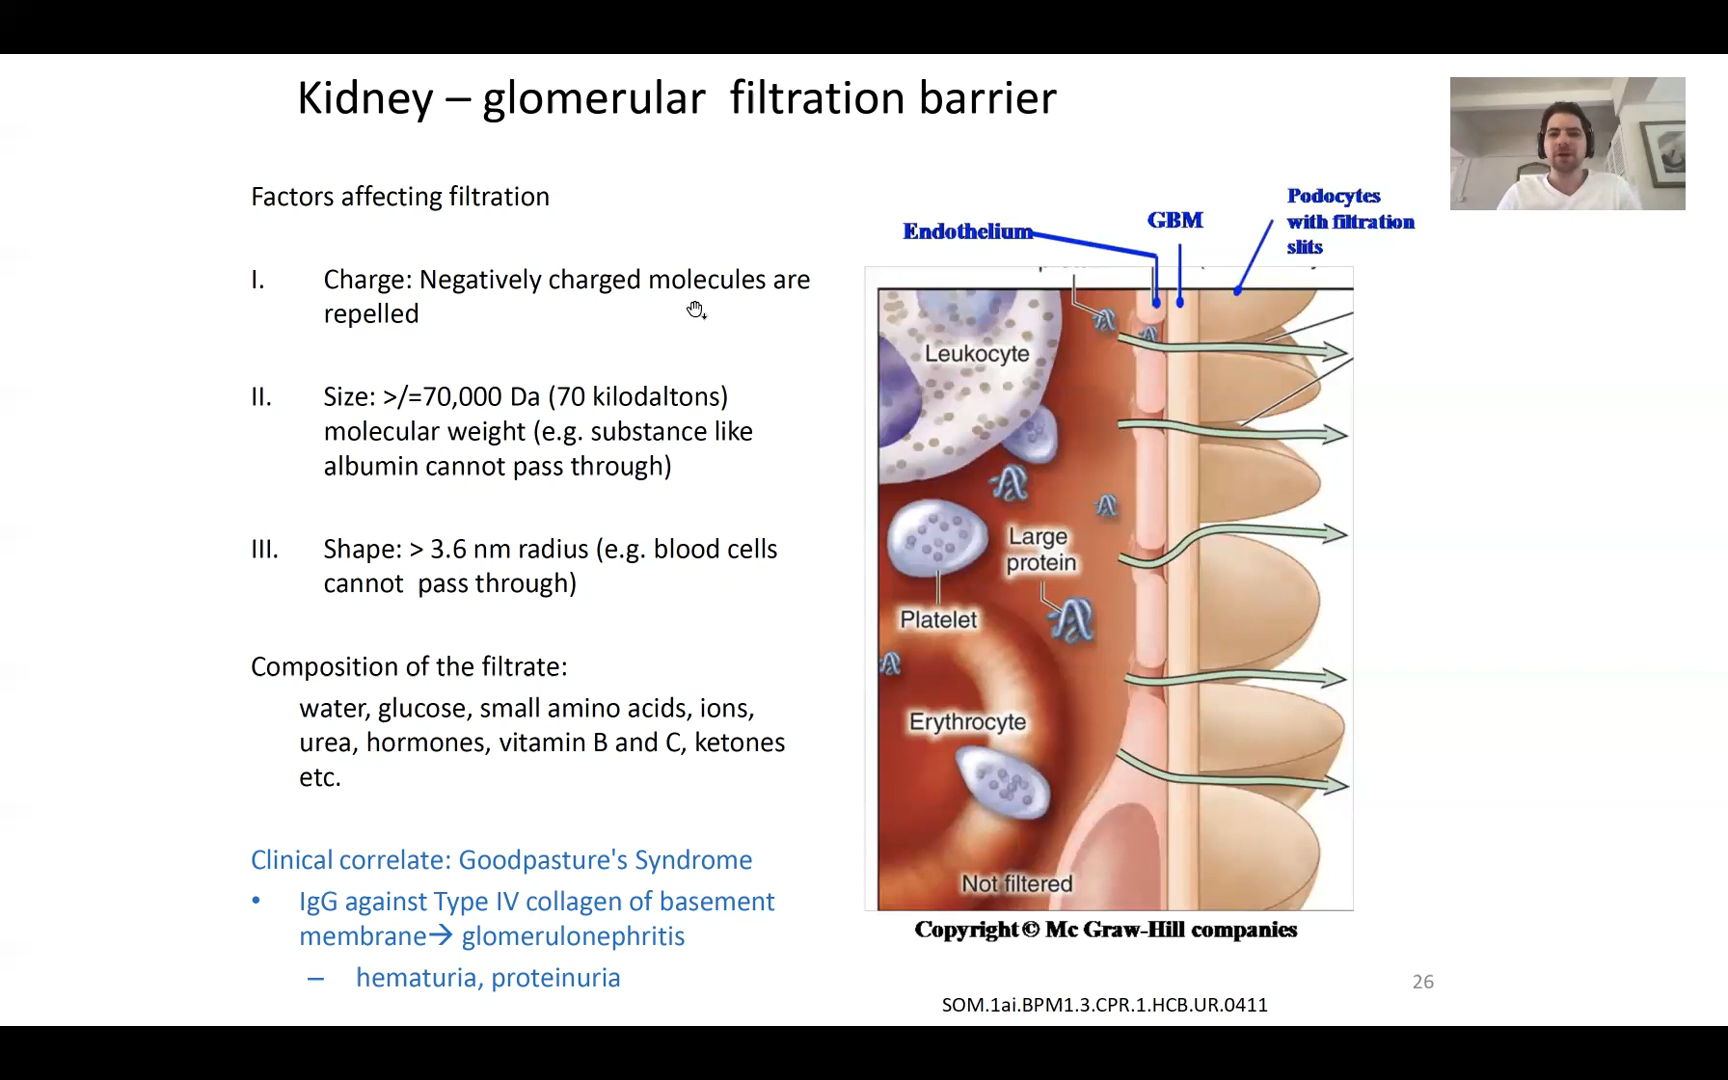 Kidney – glomerular filtration barrier
Factors affecting filtration
I. Charge: Negatively charged molecules are
repelled
II. Size: >/=70,000 Da (70 kilodaltons)
molecular weight (e.g. substance like
albumin cannot pass through)
III. Shape: > 3.6 nm radius (e.g. blood cells
cannot pass through)
Composition of the filtrate:
water, glucose, small amino acids, ions,
urea, hormones, vitamin B and C, ketones
etc.
Clinical correlate: Goodpasture's Syndrome
• IgG against Type IV collagen of basement
membrane→ glomerulonephritis
– hematuria, proteinuria
Endothelium
GBM
Podocytes
with filtration
slits
Leukocyte
Large
protein
Platelet
Erythrocyte
Not filtered
Copyright© Mc Graw-Hill companies
26
SOM.1ai.BPM1.3.CPR.1.HCB.UR.0411